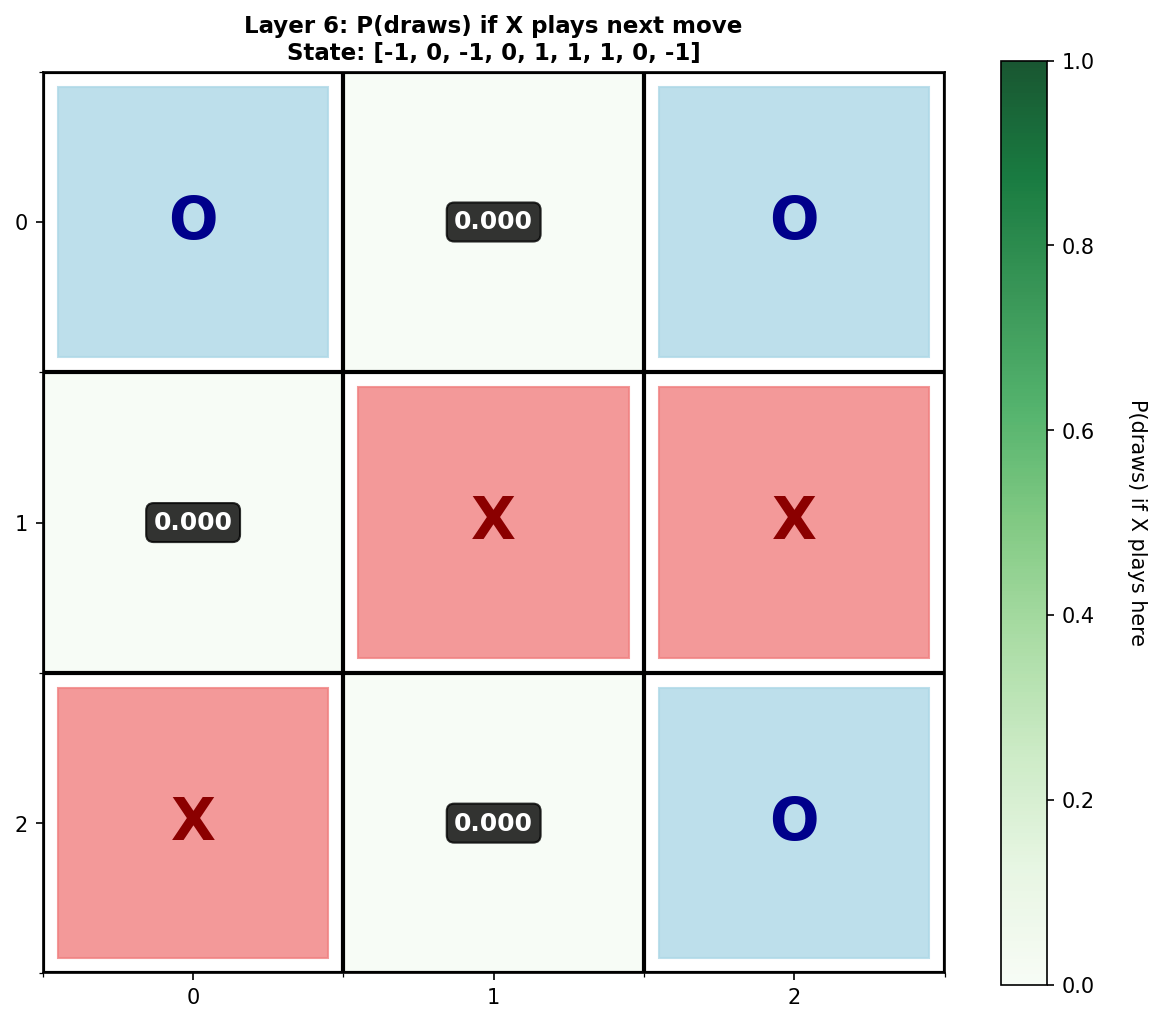 Layer 6: P(draws) if X plays next move
State: [-1, 0, -1, 0, 1, 1, 1, 0, -1]
0
O
0.000
O
1
0.000
X
X
2
X
0.000
O
0
1
2
1.0
0.8
0.6
0.4
0.2
0.0
P(draws) if X plays here